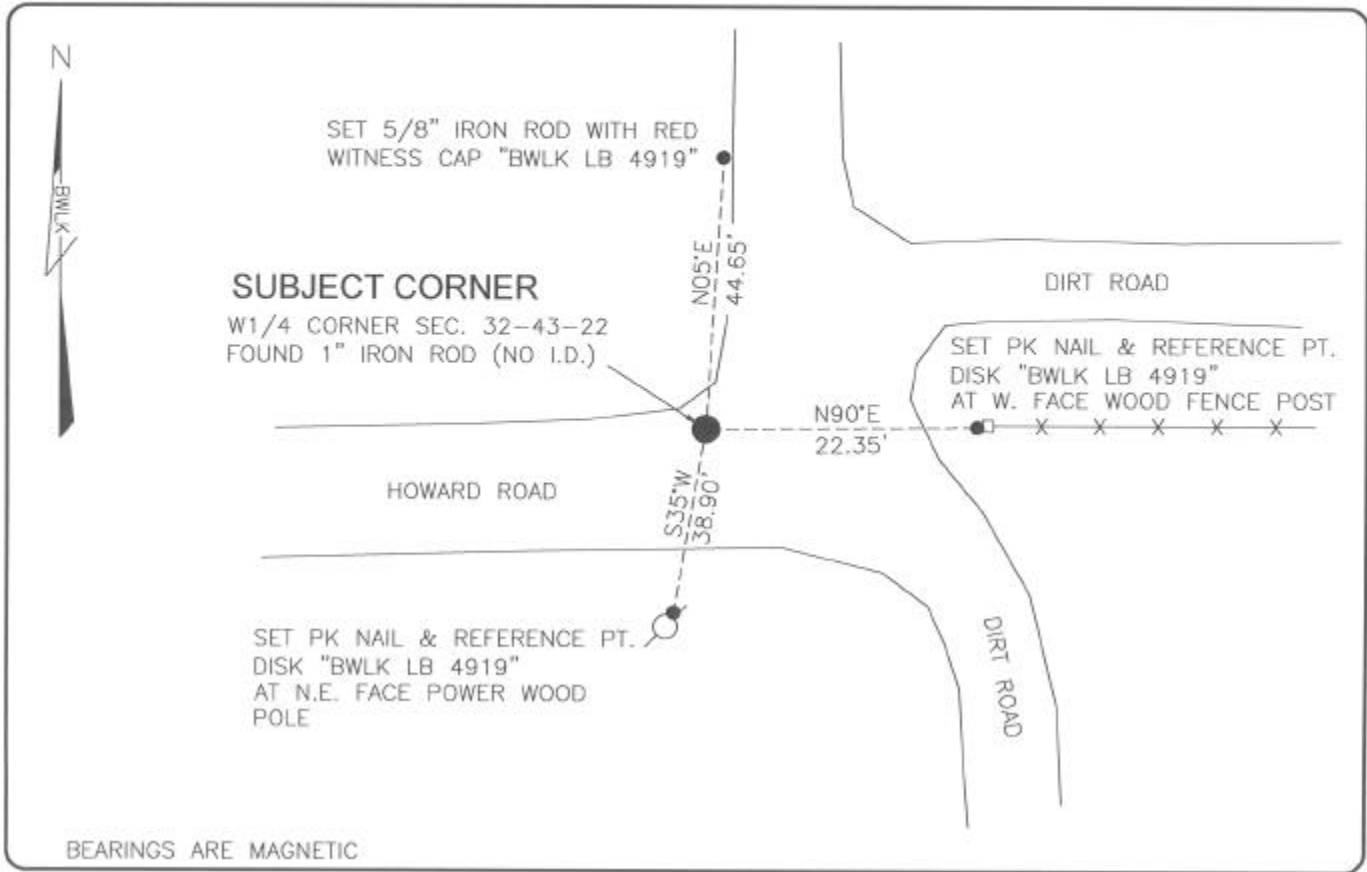 N
BWLK
SET 5/8" IRON ROD WITH RED
WITNESS CAP "BWLK LB 4919"
N05°E
44.65'
SUBJECT CORNER
W1/4 CORNER SEC. 32-43-22
FOUND 1" IRON ROD (NO I.D.)
DIRT ROAD
SET PK NAIL & REFERENCE PT.
DISK "BWLK LB 4919"
AT W. FACE WOOD FENCE POST
N90°E
22.35'
HOWARD ROAD
S35°W
38.90'
SET PK NAIL & REFERENCE PT.
DISK "BWLK LB 4919"
AT N.E. FACE POWER WOOD
POLE
DIRT ROAD
BEARINGS ARE MAGNETIC